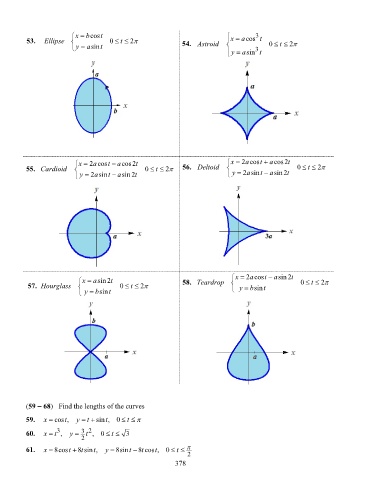 53. Ellipse { x = b cos t
y = a sin t 0 ≤ t ≤ 2π
54. Astroid { x = a cos³ t
y = a sin³ t 0 ≤ t ≤ 2π
y
a
b
x
y
a
a
x
55. Cardioid { x = 2a cos t − a cos 2t
y = 2a sin t − a sin 2t 0 ≤ t ≤ 2π
56. Deltoid { x = 2a cos t + a cos 2t
y = 2a sin t − a sin 2t 0 ≤ t ≤ 2π
y
a
x
y
3a
x
57. Hourglass { x = a sin 2t
y = b sin t 0 ≤ t ≤ 2π
58. Teardrop { x = 2a cos t − a sin 2t
y = b sin t 0 ≤ t ≤ 2π
y
b
a
x
y
b
a
x
(59 − 68) Find the lengths of the curves
59. x = cos t, y = t + sin t, 0 ≤ t ≤ π
60. x = t³, y = 3/2 t², 0 ≤ t ≤ √3
61. x = 8cos t + 8t sin t, y = 8sin t − 8t cos t, 0 ≤ t ≤ π/2
378